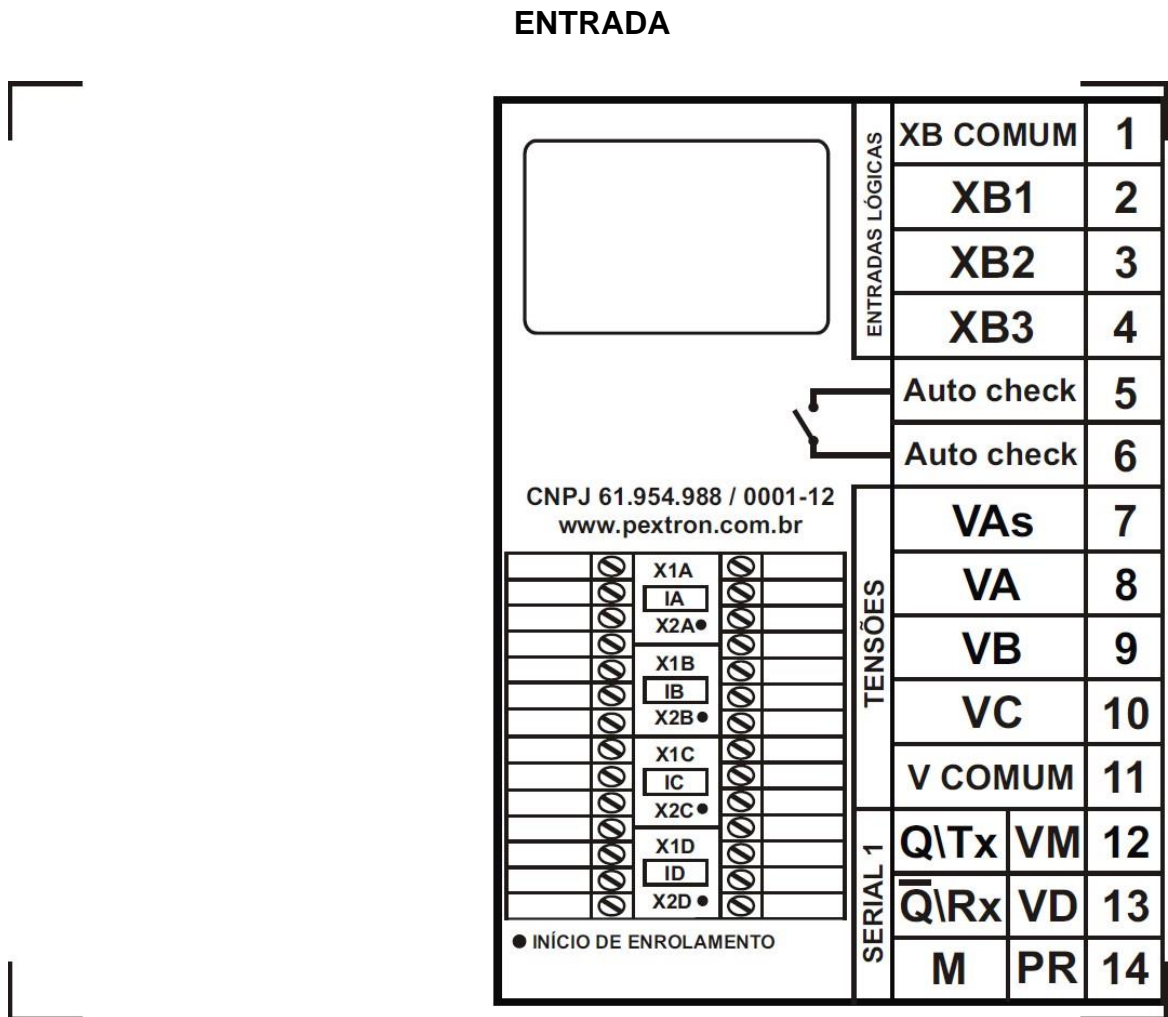 ENTRADA
ENTRADAS LÓGICAS
XB COMUM 1
XB1 2
XB2 3
XB3 4
Auto check 5
Auto check 6
CNPJ 61.954.988 / 0001-12
www.pextron.com.br
X1A
IA
X2A●
X1B
IB
X2B●
X1C
IC
X2C●
X1D
ID
X2D●
● INÍCIO DE ENROLAMENTO
TENSÕES
VAs 7
VA 8
VB 9
VC 10
V COMUM 11
SERIAL 1
Q\Tx VM 12
Q̅\Rx VD 13
M PR 14